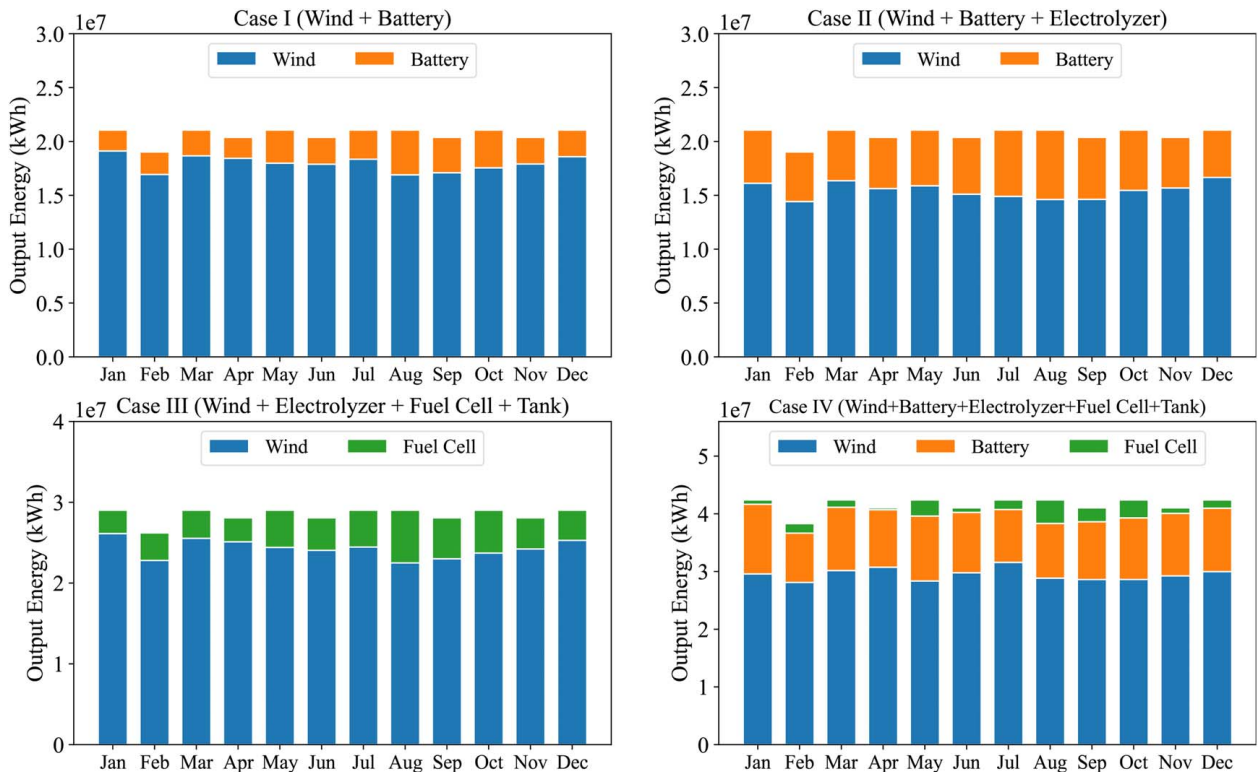 Case I (Wind + Battery)
1e7
Wind Battery
Output Energy (kWh)
3.0
2.5
2.0
1.5
1.0
0.5
0.0
Jan Feb Mar Apr May Jun Jul Aug Sep Oct Nov Dec
Case II (Wind + Battery + Electrolyzer)
1e7
Wind Battery
Output Energy (kWh)
3.0
2.5
2.0
1.5
1.0
0.5
0.0
Jan Feb Mar Apr May Jun Jul Aug Sep Oct Nov Dec
Case III (Wind + Electrolyzer + Fuel Cell + Tank)
1e7
Wind Fuel Cell
Output Energy (kWh)
4
3
2
1
0
Jan Feb Mar Apr May Jun Jul Aug Sep Oct Nov Dec
Case IV (Wind+Battery+Electrolyzer+Fuel Cell+Tank)
1e7
Wind Battery Fuel Cell
Output Energy (kWh)
5
4
3
2
1
0
Jan Feb Mar Apr May Jun Jul Aug Sep Oct Nov Dec